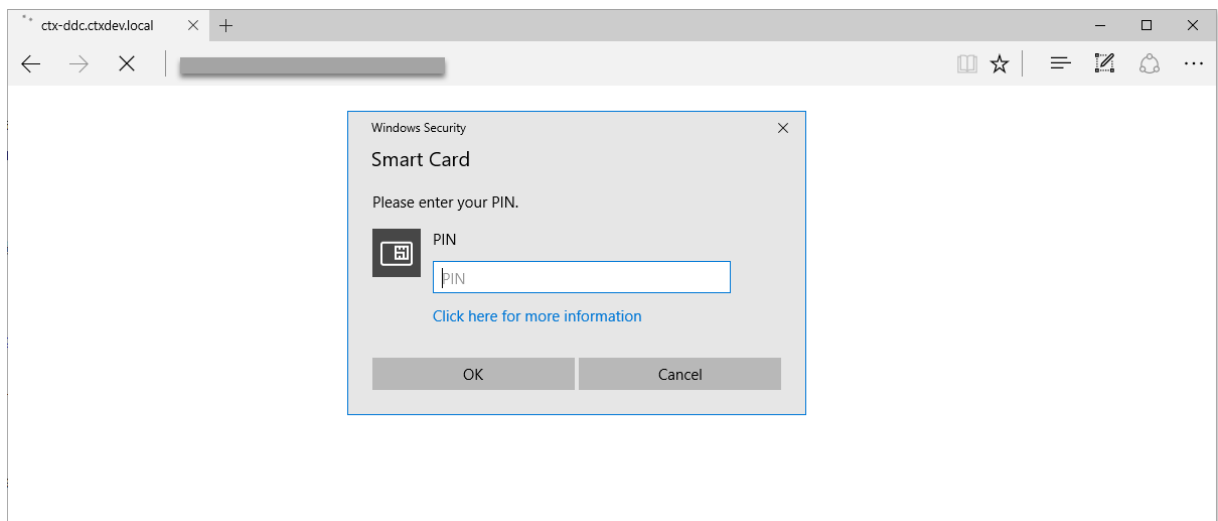 ctx-ddc.ctxdev.local
Windows Security
Smart Card
Please enter your PIN.
PIN
PIN
Click here for more information
OK
Cancel